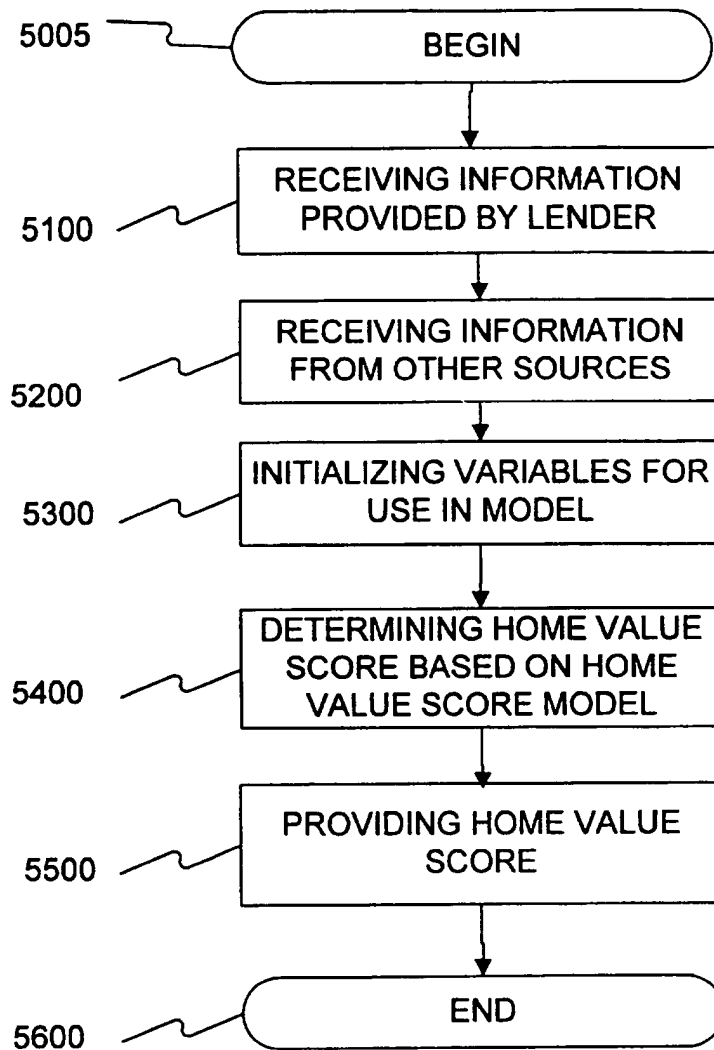 5005
BEGIN
RECEIVING INFORMATION
PROVIDED BY LENDER
5100
RECEIVING INFORMATION
FROM OTHER SOURCES
5200
INITIALIZING VARIABLES FOR
USE IN MODEL
5300
DETERMINING HOME VALUE
SCORE BASED ON HOME
VALUE SCORE MODEL
5400
PROVIDING HOME VALUE
SCORE
5500
END
5600